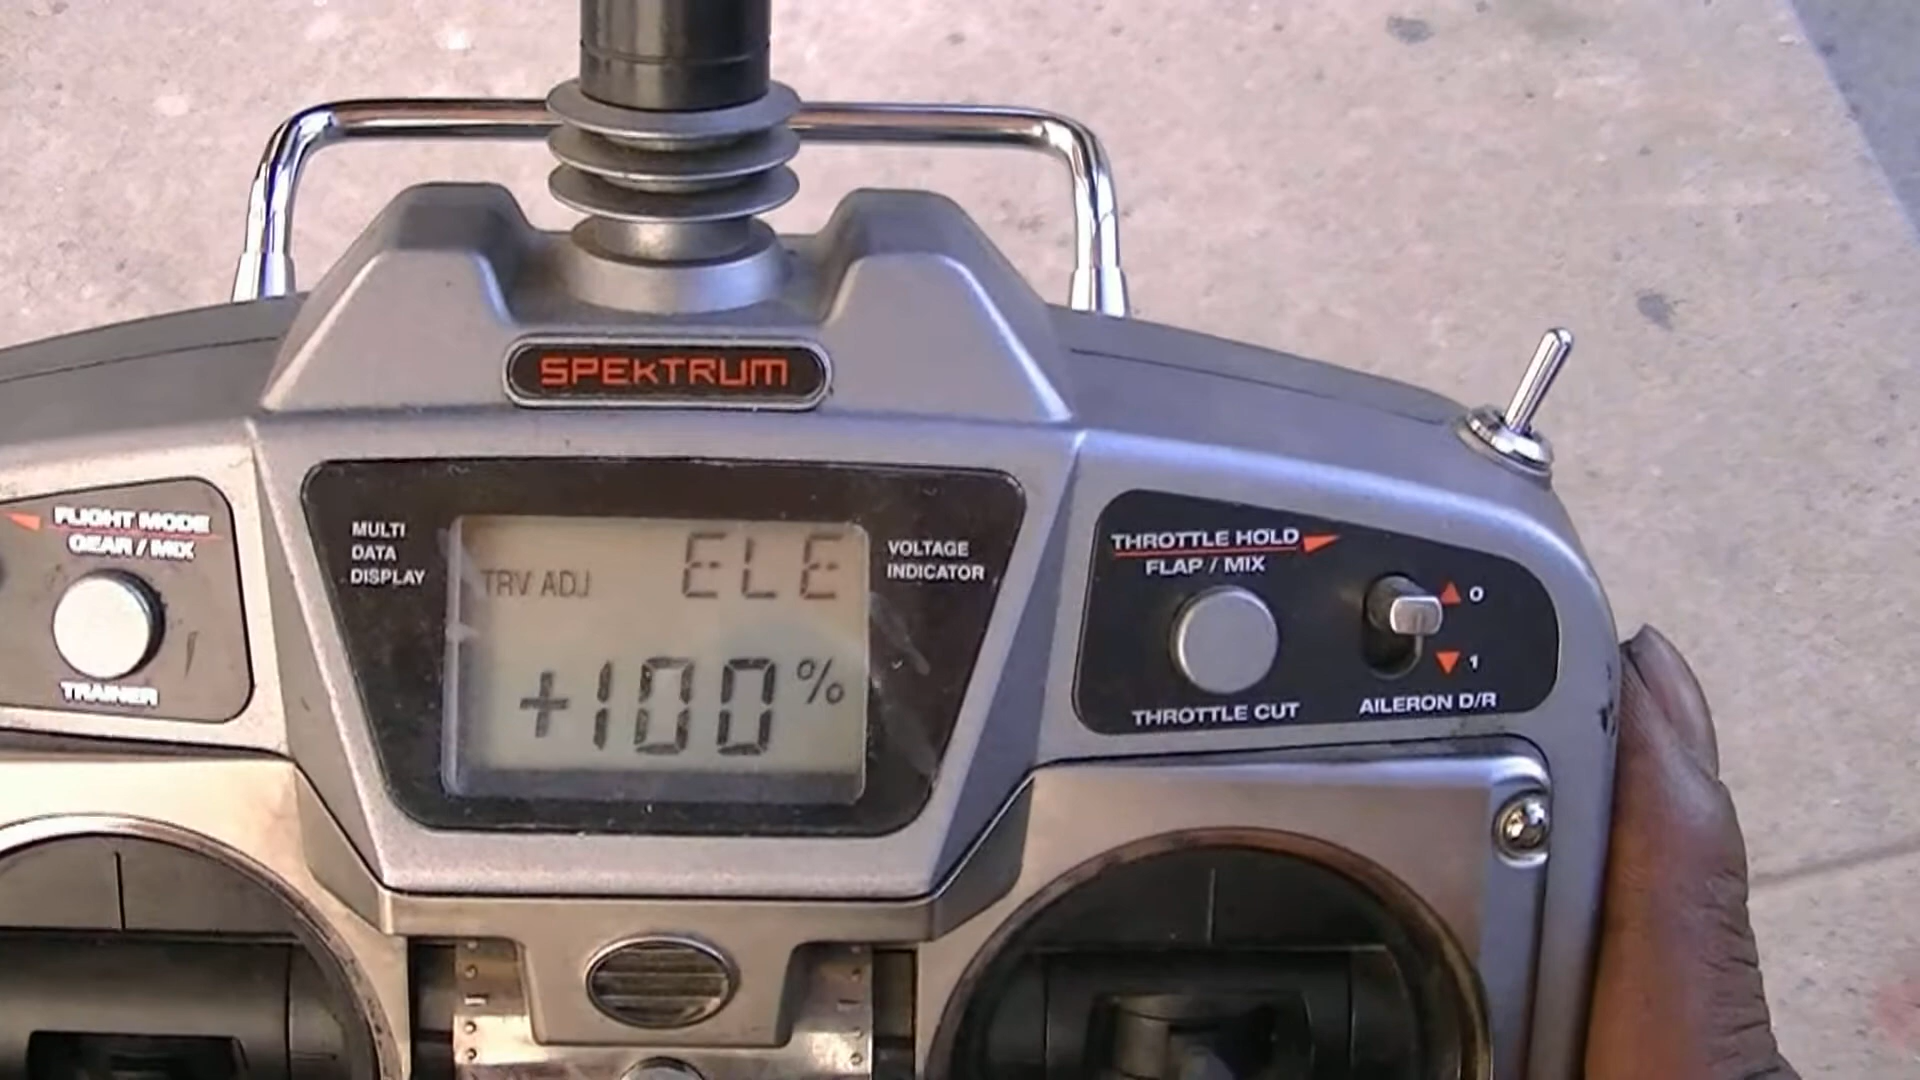 SPEKTRUM
FLIGHT MODE
GEAR / MIX
TRAINER
MULTI
DATA
DISPLAY
ELE
TRV ADJ
+100%
VOLTAGE
INDICATOR
THROTTLE HOLD
FLAP / MIX
THROTTLE CUT
0
1
AILERON D/R